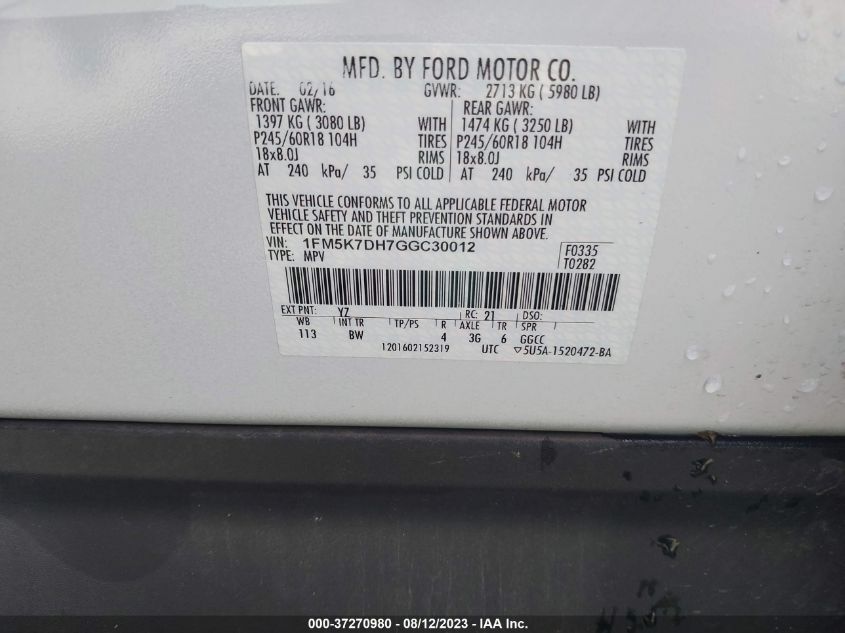 MFD. BY FORD MOTOR CO.
DATE: 02/16 GVWR: 2713 KG ( 5980 LB)
FRONT GAWR: REAR GAWR:
1397 KG ( 3080 LB) WITH 1474 KG ( 3250 LB) WITH
P245/60R18 104H TIRES P245/60R18 104H TIRES
18x8.0J RIMS 18x8.0J RIMS
AT 240 kPa/ 35 PSI COLD AT 240 kPa/ 35 PSI COLD
THIS VEHICLE CONFORMS TO ALL APPLICABLE FEDERAL MOTOR
VEHICLE SAFETY AND THEFT PREVENTION STANDARDS IN
EFFECT ON THE DATE OF MANUFACTURE SHOWN ABOVE.
VIN: 1FM5K7DH7GGC30012 F0335
TYPE: MPV T0282
EXT PNT: YZ RC: 21 DSO:
WB INT TR TP/PS R AXLE TR SPR
113 BW 4 3G 6 GGCC
1201602152319 UTC ▽5U5A-1520472-BA
000-37270980 - 08/12/2023 - IAA Inc.